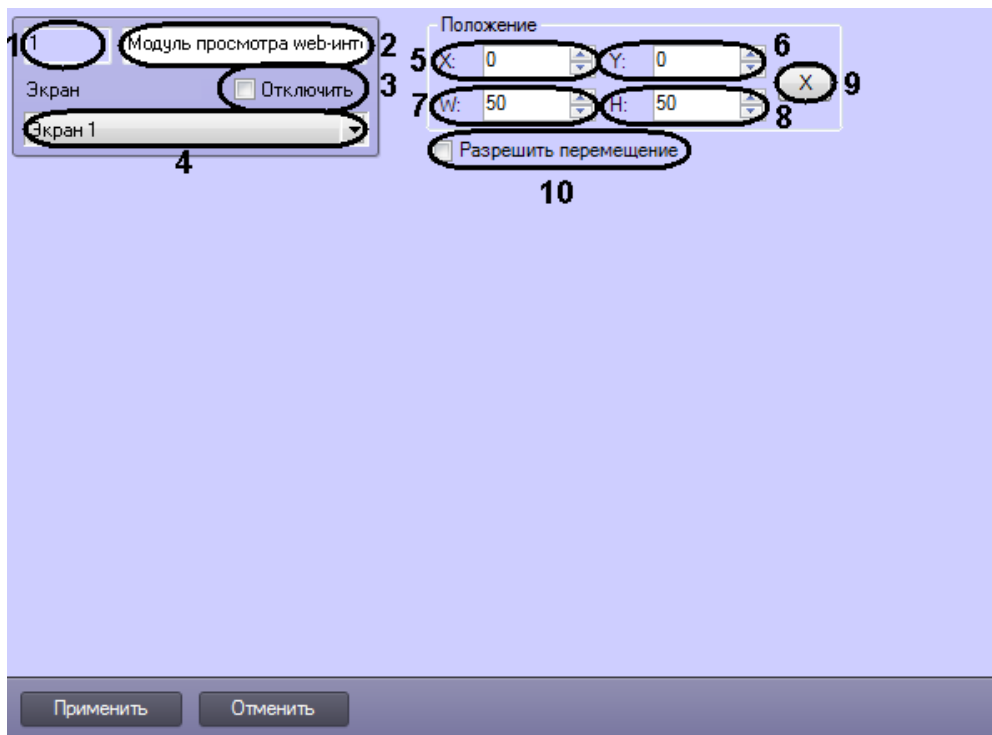 1 1 Модуль просмотра web-инт 2
Экран Отключить 3
Экран 1
4
Положение
5 X: 0 Y: 0 6
7 W: 50 H: 50 8
X 9
Разрешить перемещение
10
Применить Отменить